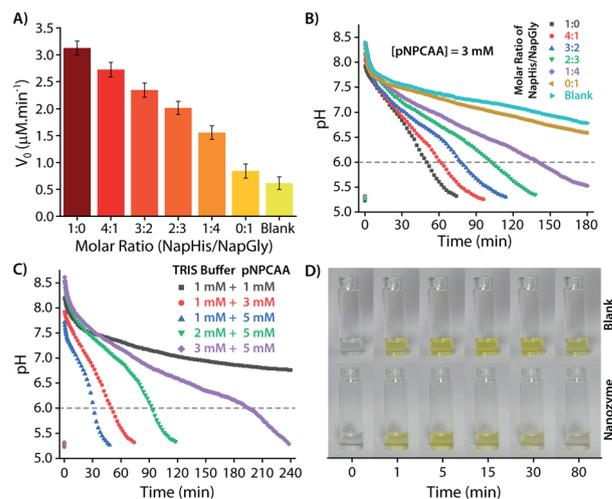 A)
3.5
3.0
2.5
2.0
1.5
1.0
0.5
0.0
V0 (μM.min-1)
1:0 4:1 3:2 2:3 1:4 0:1 Blank
Molar Ratio (NapHis/NapGly)
B)
[pNPCAA] = 3 mM
Molar Ratio of
NapHis/NapGly
1:0
4:1
3:2
2:3
1:4
0:1
Blank
8.5
8.0
7.5
7.0
6.5
6.0
5.5
5.0
pH
0 30 60 90 120 150 180
Time (min)
C)
TRIS Buffer pNPCAA
1 mM + 1 mM
1 mM + 3 mM
1 mM + 5 mM
2 mM + 5 mM
3 mM + 5 mM
8.5
8.0
7.5
7.0
6.5
6.0
5.5
5.0
pH
0 30 60 90 120 150 180 210 240
Time (min)
D)
Blank
Nanozyme
0 1 5 15 30 80
Time (min)